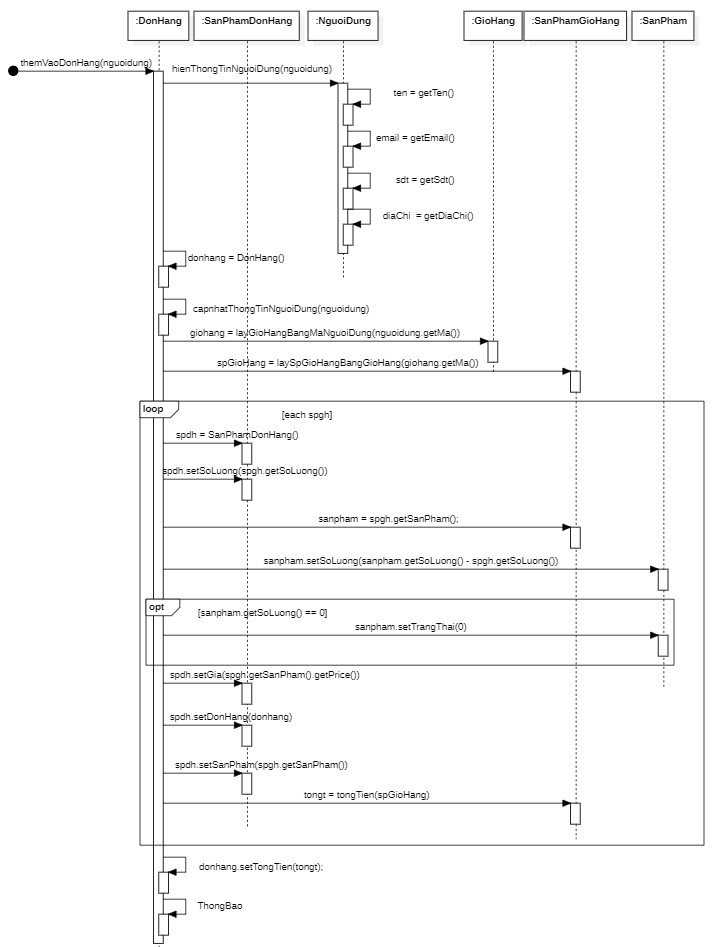 :DonHang
:SanPhamDonHang
:NguoiDung
:GioHang
:SanPhamGioHang
:SanPham
themVaoDonHang(nguoidung)
hienThongTinNguoiDung(nguoidung)
ten = getTen()
email = getEmail()
sdt = getSdt()
diaChi = getDiaChi()
donhang = DonHang()
capnhatThongTinNguoiDung(nguoidung)
giohang = layGioHangBangMaNguoiDung(nguoidung.getMa())
spGioHang = laySpGioHangBangGioHang(giohang.getMa())
loop
[each spgh]
spdh = SanPhamDonHang()
spdh.setSoLuong(spgh.getSoLuong())
sanpham = spgh.getSanPham();
sanpham.setSoLuong(sanpham.getSoLuong() - spgh.getSoLuong())
opt
[sanpham.getSoLuong() == 0]
sanpham.setTrangThai(0)
spdh.setGia(spgh.getSanPham().getPrice())
spdh.setDonHang(donhang)
spdh.setSanPham(spgh.getSanPham())
tongt = tongTien(spGioHang)
donhang.setTongTien(tongt);
ThongBao